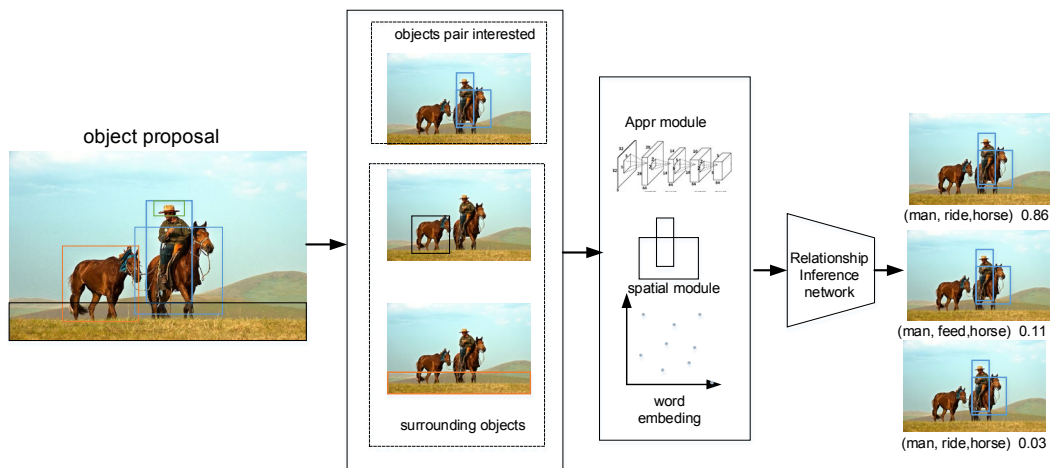 object proposal
objects pair interested
surrounding objects
Appr module
spatial module
word
embeding
Relationship
Inference
network
(man, ride,horse) 0.86
(man, feed,horse) 0.11
(man, ride,horse) 0.03